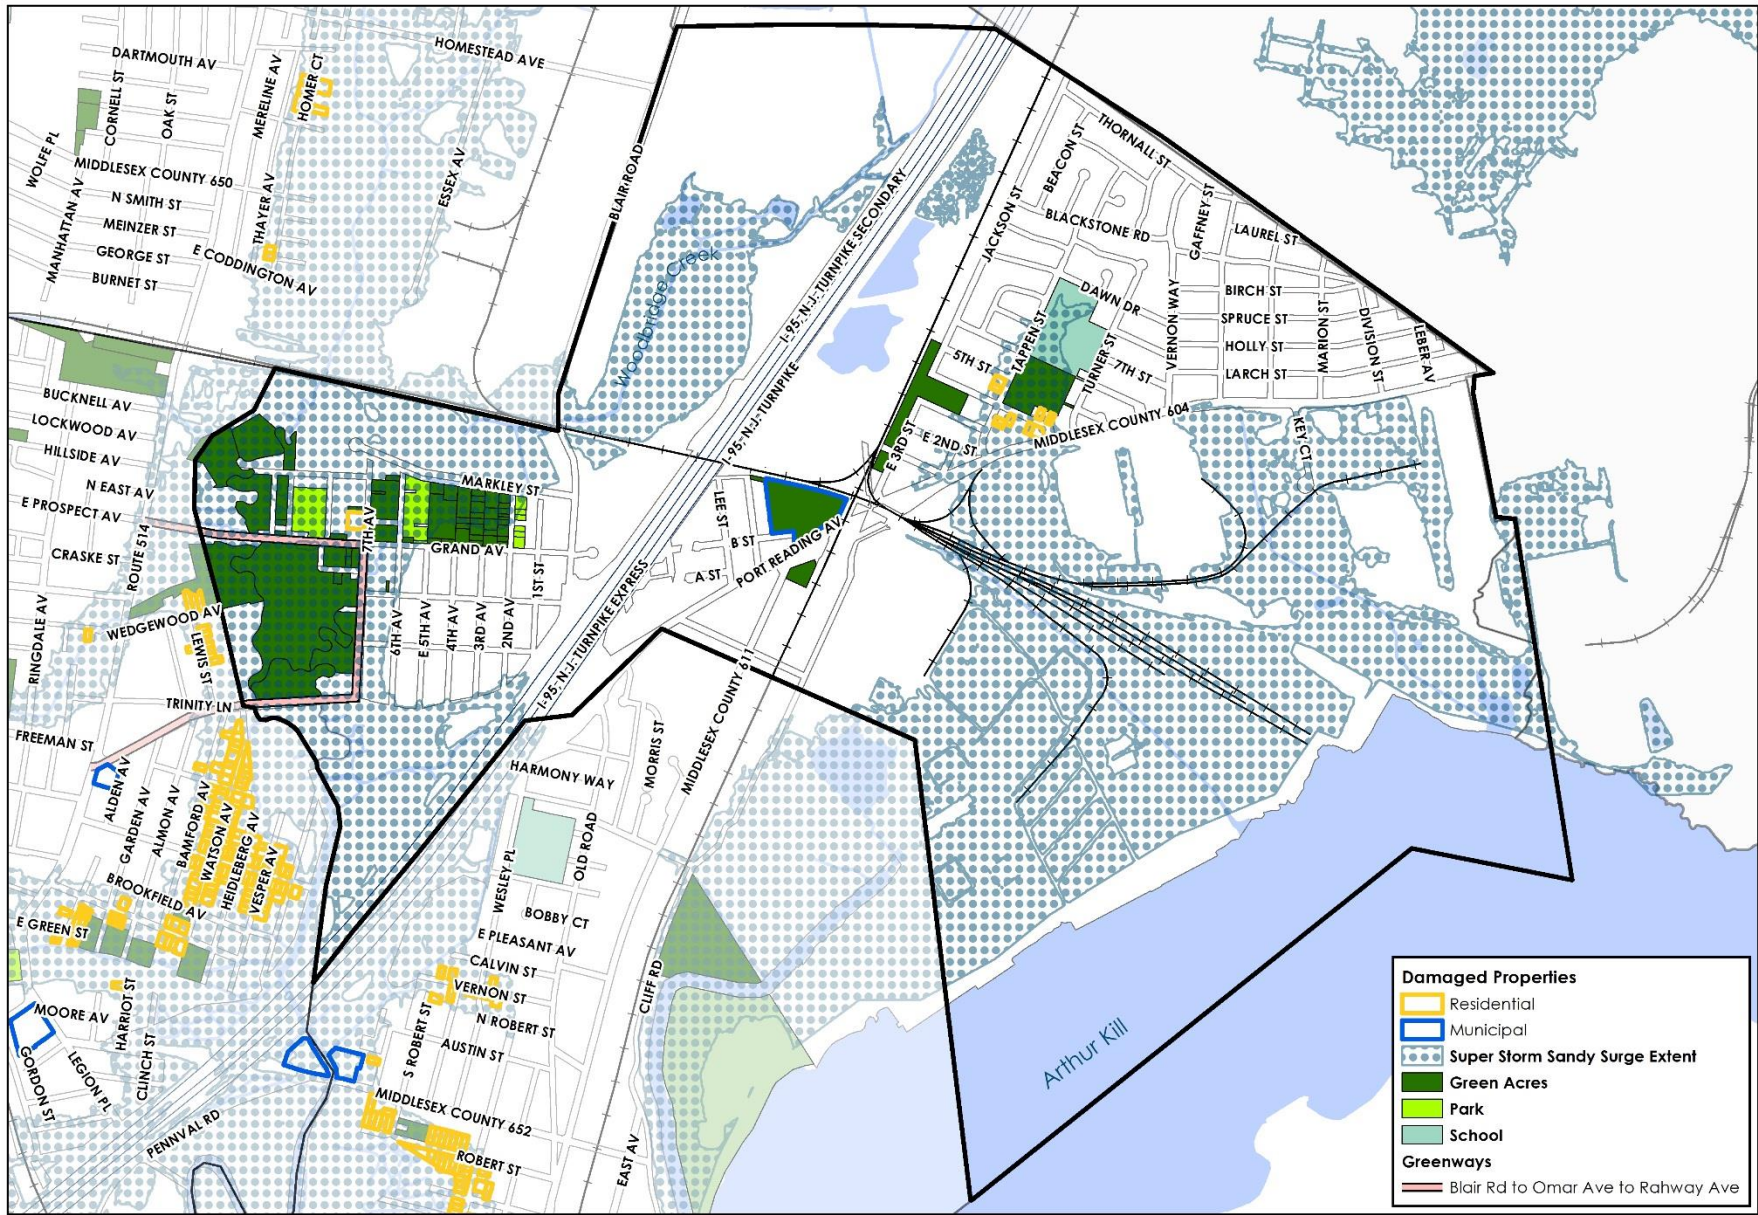 DARTMOUTH AV
CORNELL ST
OAK ST
MERELINE AV
HOMER CT
HOMESTEAD AVE
WOLFE PL
MANHATTAN AV
MIDDLESEX COUNTY 650
N SMITH ST
MEINZER ST
GEORGE ST
BURNET ST
THAYER AV
E CODDINGTON AV
ESSEX AV
BLAIR ROAD
Woodbridge Creek
I-95, N.J. TURNPIKE SECONDARY
I-95, N.J. TURNPIKE
I-95, N.J. TURNPIKE EXPRESS
JACKSON ST
BEACON ST
THORNALL ST
BLACKSTONE RD
GAFFNEY ST
LAUREL ST
DAWN DR
VERNON WAY
BIRCH ST
SPRUCE ST
HOLLY ST
LARCH ST
MARION ST
DIVISION ST
LEBER AV
5TH ST
TAPPEN ST
TURNER ST
7TH ST
MIDDLESEX COUNTY 604
E 3RD ST
E 2ND ST
KEY CT
BUCKNELL AV
LOCKWOOD AV
HILLSIDE AV
N EAST AV
E PROSPECT AV
CRASKE ST
ROUTE 514
RINGDALE AV
WEDGEWOOD AV
LEWIS ST
TRINITY LN
FREEMAN ST
MARKLEY ST
7TH AV
GRAND AV
6TH AV
E 5TH AV
4TH AV
3RD AV
2ND AV
1ST ST
LEE ST
B ST
A ST
PORT READING AV
MIDDLESEX COUNTY 611
ALDEN AV
GARDEN AV
ALMON AV
BAMFORD AV
WATSON AV
HEIDLEBERG AV
VESPER AV
BROOKFIELD AV
E GREEN ST
HARMONY WAY
MORRIS ST
OLD ROAD
WESLEY PL
BOBBY CT
E PLEASANT AV
CALVIN ST
VERNON ST
N ROBERT ST
AUSTIN ST
S ROBERT ST
CLIFF RD
MOORE AV
HARRIOT ST
CLINCH ST
LEGION PL
GORDON ST
PENNVAL RD
MIDDLESEX COUNTY 652
ROBERT ST
EAST AV
Arthur Kill
Damaged Properties
Residential
Municipal
Super Storm Sandy Surge Extent
Green Acres
Park
School
Greenways
Blair Rd to Omar Ave to Rahway Ave